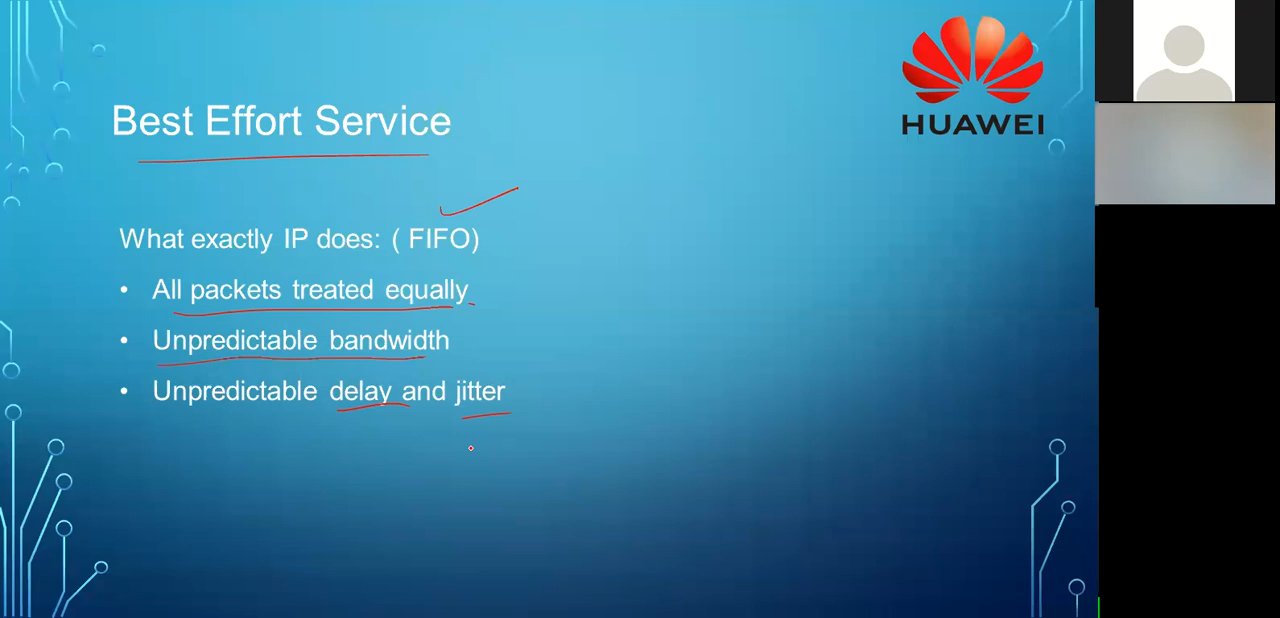 HUAWEI
Best Effort Service
What exactly IP does: ( FIFO)
• All packets treated equally
• Unpredictable bandwidth
• Unpredictable delay and jitter